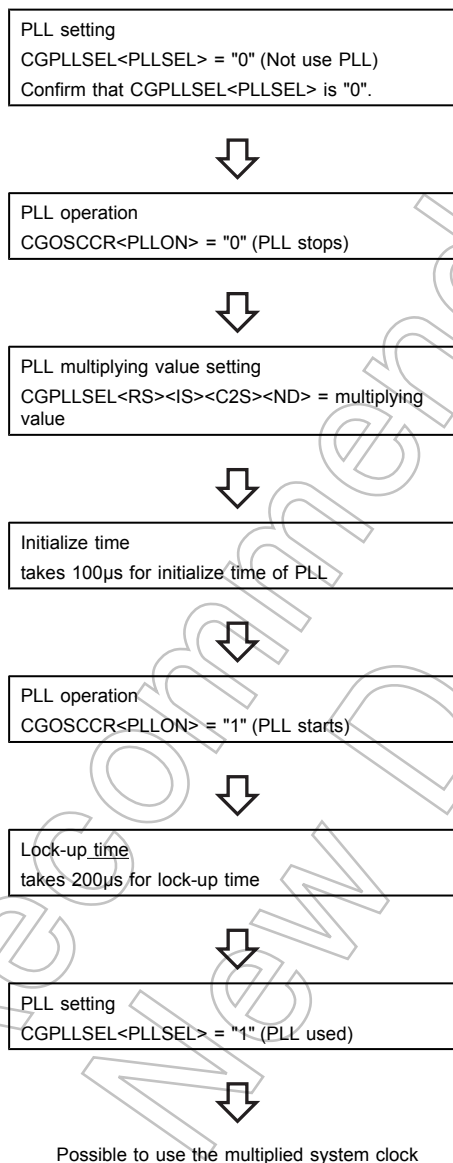 PLL setting
CGPLLSEL<PLLSEL> = "0" (Not use PLL)
Confirm that CGPLLSEL<PLLSEL> is "0".
PLL operation
CGOSCCR<PLLON> = "0" (PLL stops)
PLL multiplying value setting
CGPLLSEL<RS><IS><C2S><ND> = multiplying
value
Initialize time
takes 100µs for initialize time of PLL
PLL operation
CGOSCCR<PLLON> = "1" (PLL starts)
Lock-up time
takes 200µs for lock-up time
PLL setting
CGPLLSEL<PLLSEL> = "1" (PLL used)
Possible to use the multiplied system clock